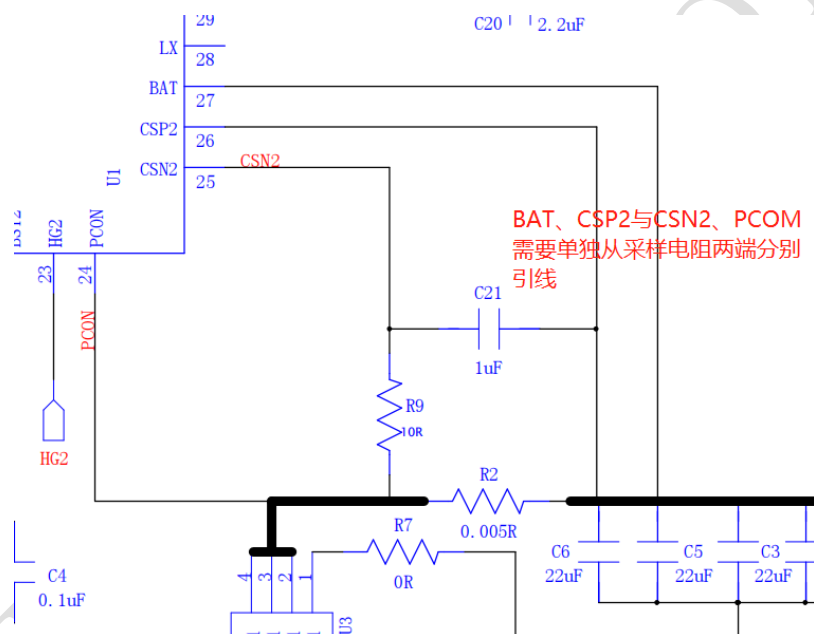 29
C20
2.2uF
LX
28
BAT
27
CSP2
26
CSN2
CSN2
25
U1
HG2
PCON
BAT、CSP2与CSN2、PCOM
需要单独从采样电阻两端分别
引线
23
24
PCON
C21
1uF
R9
10R
HG2
R2
0.005R
R7
0R
C6
22uF
C5
22uF
C3
22uF
C4
0.1uF
4
3
2
1
U3